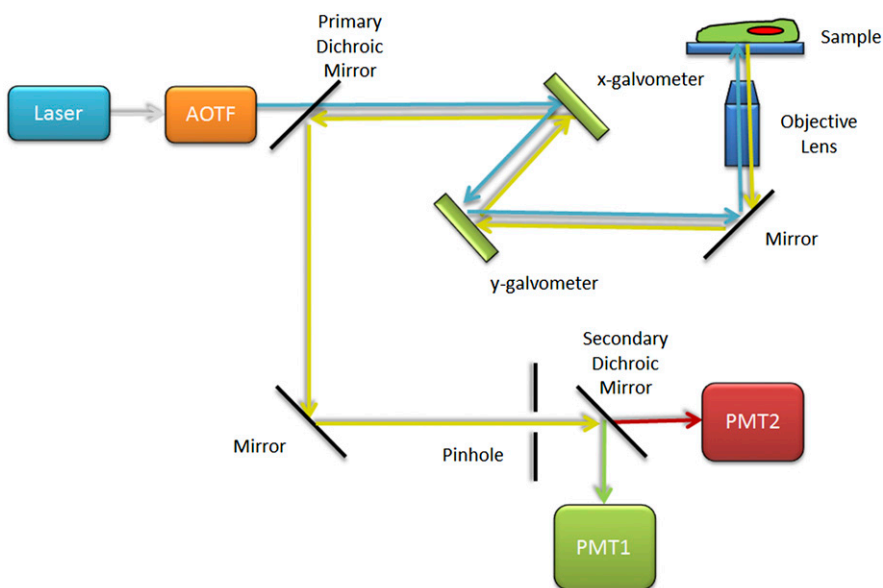 Primary
Dichroic
Mirror
Sample
x-galvometer
Laser
AOTF
Objective
Lens
Mirror
y-galvometer
Secondary
Dichroic
Mirror
PMT2
Mirror
Pinhole
PMT1